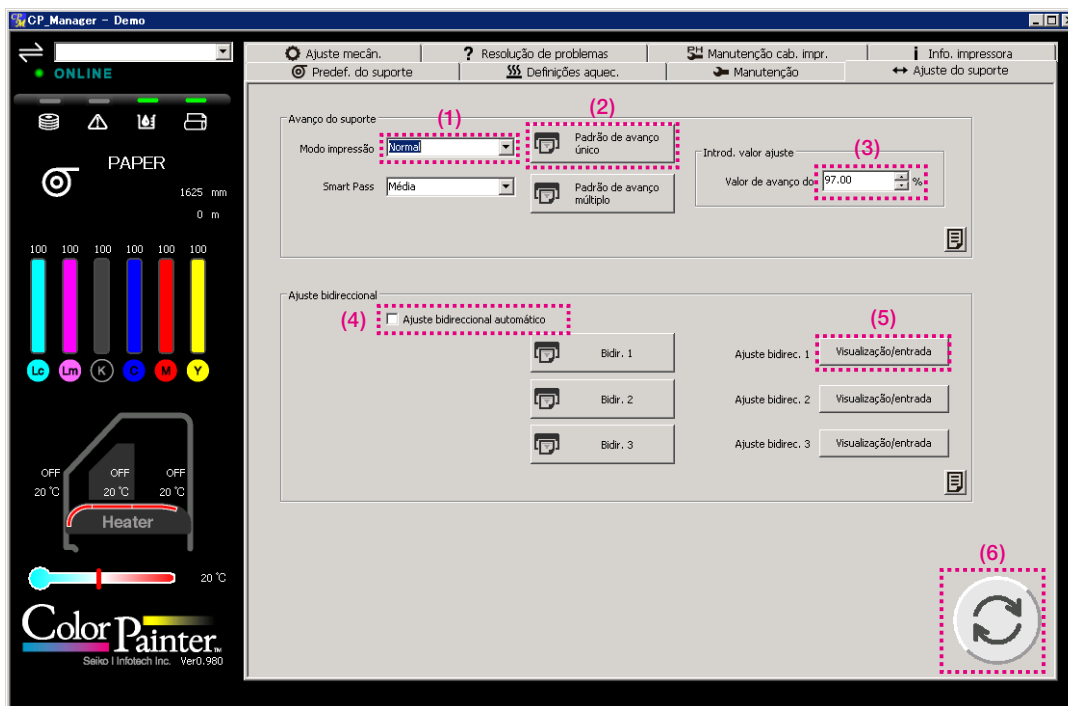 CP_Manager - Demo
ONLINE
PAPER
1625 mm
0 m
100 100 100 100 100 100
Lc Lm K C M Y
OFF OFF OFF
20 ℃ 20 ℃ 20 ℃
Heater
20 ℃
Color Painter™
Seiko I Infotech Inc. Ver0.980
Ajuste mecân. ? Resolução de problemas PH Manutenção cab. impr. i Info. impressora
Predef. do suporte Definições aquec. Manutenção Ajuste do suporte
Avanço do suporte
(1)
(2)
Modo impressão Normal
Padrão de avanço
único
Smart Pass Média
Padrão de avanço
múltiplo
Introd. valor ajuste
(3)
Valor de avanço do 97.00 %
Ajuste bidireccional
(4) Ajuste bidireccional automático
(5)
Bidir. 1 Ajuste bidirec. 1 Visualização/entrada
Bidir. 2 Ajuste bidirec. 2 Visualização/entrada
Bidir. 3 Ajuste bidirec. 3 Visualização/entrada
(6)